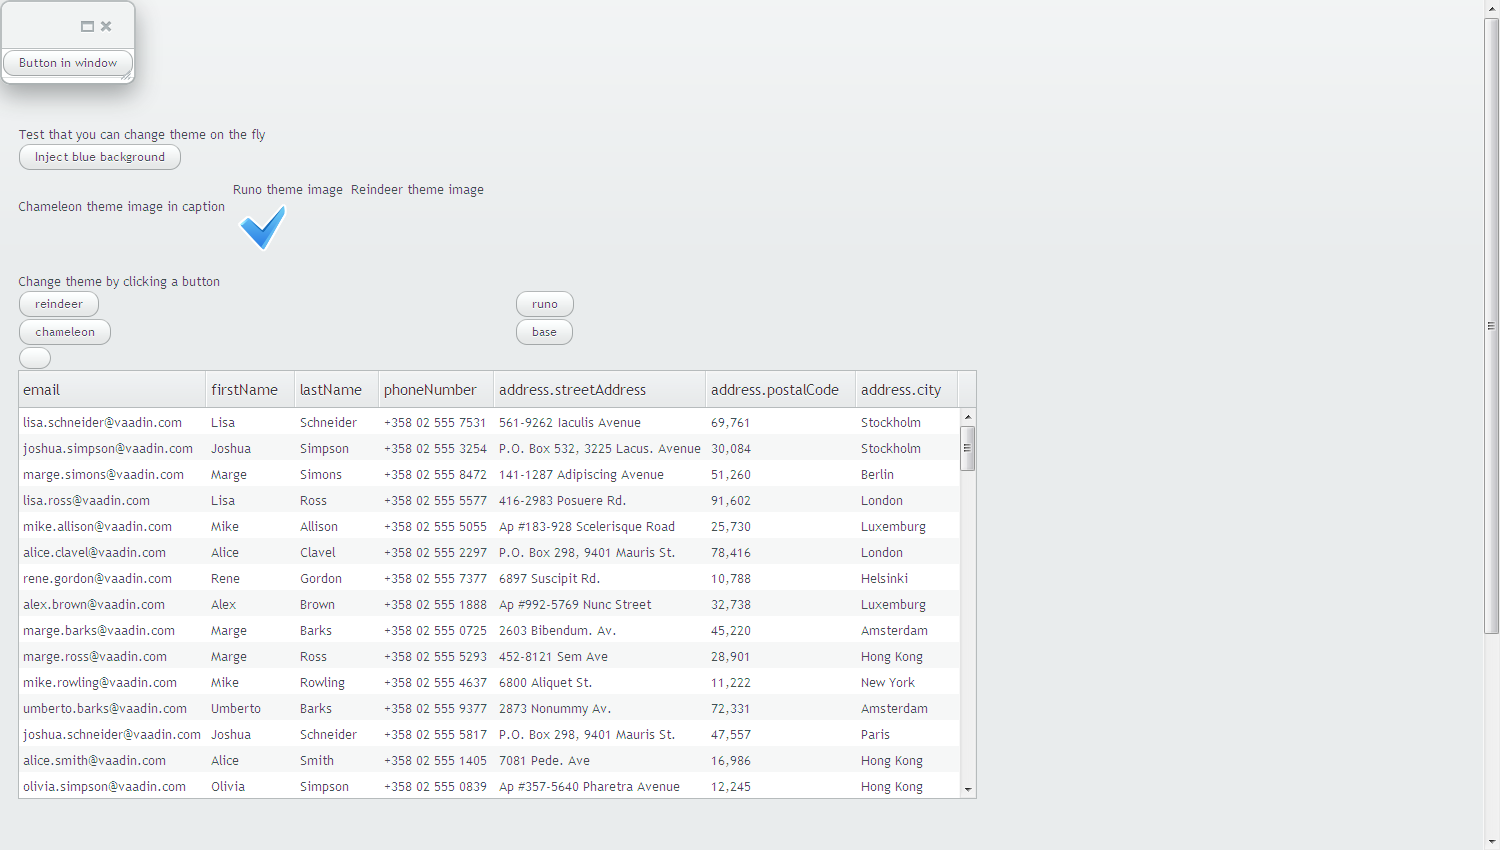 Button in window
Test that you can change theme on the fly
Inject blue background
Runo theme image Reindeer theme image
Chameleon theme image in caption
Change theme by clicking a button
reindeer runo
chameleon base
email firstName lastName phoneNumber address.streetAddress address.postalCode address.city
lisa.schneider@vaadin.com Lisa Schneider +358 02 555 7531 561-9262 Iaculis Avenue 69,761 Stockholm
joshua.simpson@vaadin.com Joshua Simpson +358 02 555 3254 P.O. Box 532, 3225 Lacus. Avenue 30,084 Stockholm
marge.simons@vaadin.com Marge Simons +358 02 555 8472 141-1287 Adipiscing Avenue 51,260 Berlin
lisa.ross@vaadin.com Lisa Ross +358 02 555 5577 416-2983 Posuere Rd. 91,602 London
mike.allison@vaadin.com Mike Allison +358 02 555 5055 Ap #183-928 Scelerisque Road 25,730 Luxemburg
alice.clavel@vaadin.com Alice Clavel +358 02 555 2297 P.O. Box 298, 9401 Mauris St. 78,416 London
rene.gordon@vaadin.com Rene Gordon +358 02 555 7377 6897 Suscipit Rd. 10,788 Helsinki
alex.brown@vaadin.com Alex Brown +358 02 555 1888 Ap #992-5769 Nunc Street 32,738 Luxemburg
marge.barks@vaadin.com Marge Barks +358 02 555 0725 2603 Bibendum. Av. 45,220 Amsterdam
marge.ross@vaadin.com Marge Ross +358 02 555 5293 452-8121 Sem Ave 28,901 Hong Kong
mike.rowling@vaadin.com Mike Rowling +358 02 555 4637 6800 Aliquet St. 11,222 New York
umberto.barks@vaadin.com Umberto Barks +358 02 555 9377 2873 Nonummy Av. 72,331 Amsterdam
joshua.schneider@vaadin.com Joshua Schneider +358 02 555 5817 P.O. Box 298, 9401 Mauris St. 47,557 Paris
alice.smith@vaadin.com Alice Smith +358 02 555 1405 7081 Pede. Ave 16,986 Hong Kong
olivia.simpson@vaadin.com Olivia Simpson +358 02 555 0839 Ap #357-5640 Pharetra Avenue 12,245 Hong Kong